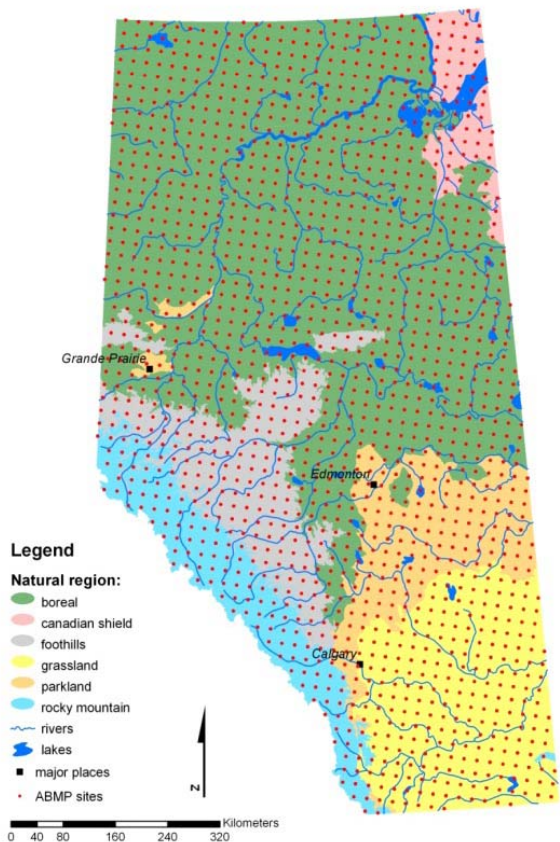 Grande Prairie
Edmonton
Calgary
Legend
Natural region:
boreal
canadian shield
foothills
grassland
parkland
rocky mountain
rivers
lakes
major places
ABMP sites
N
Kilometers
0 40 80 160 240 320